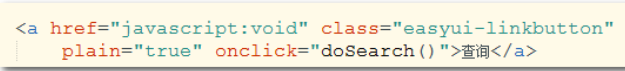 <a href="javascript:void" class="easyui-linkbutton"
plain="true" onclick="doSearch()">查询</a>